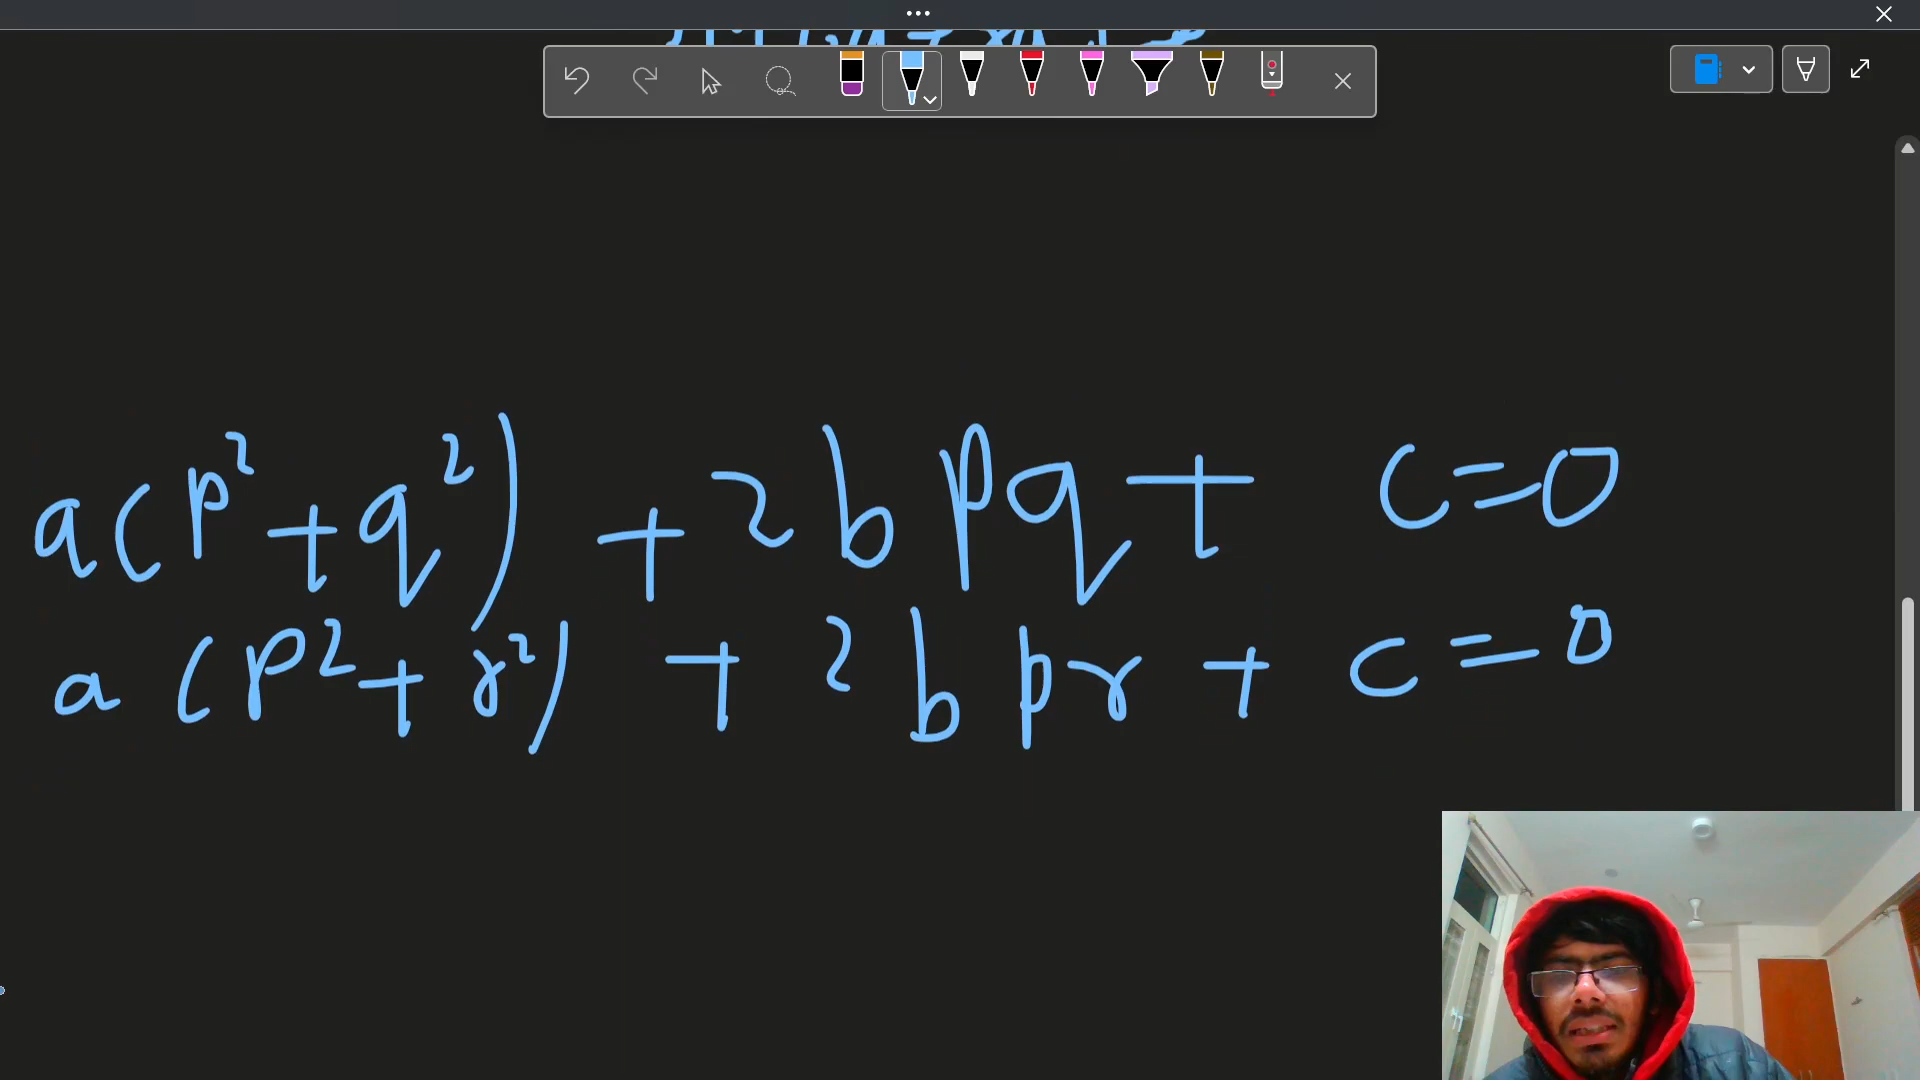 a(p²+q²) + 2bpq + c=0
a(p²+r²) + 2bpr + c=0